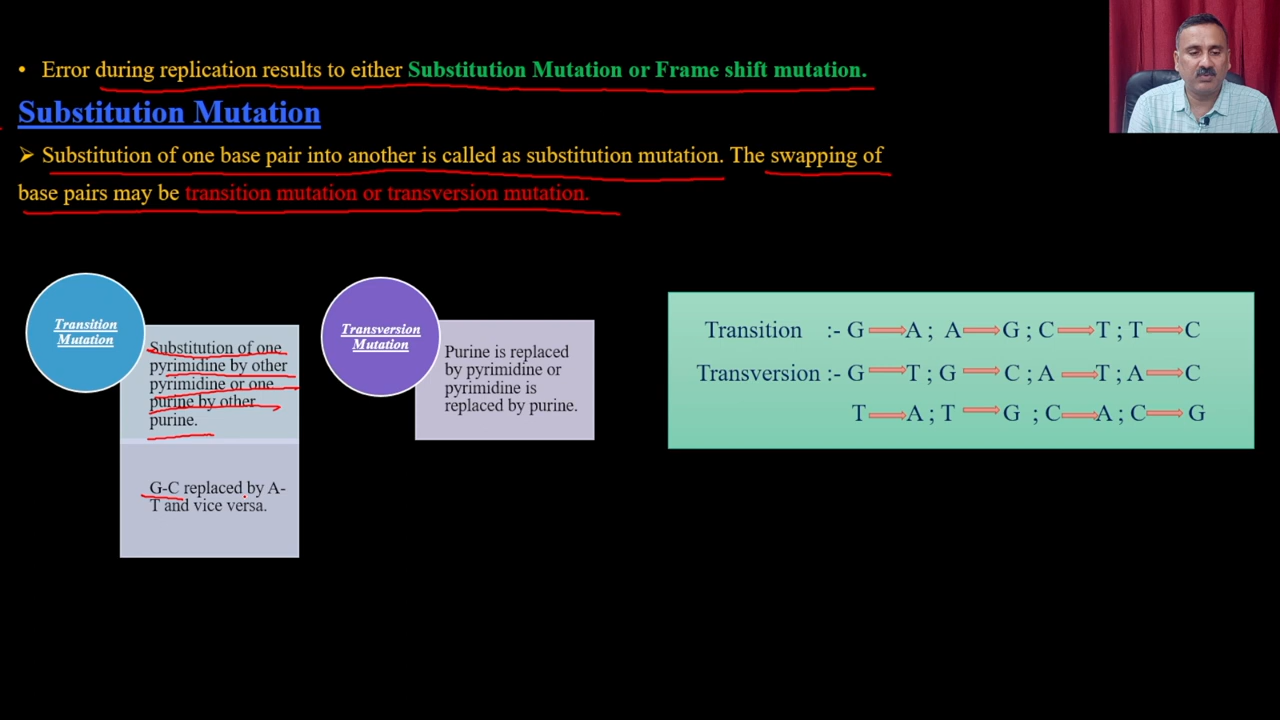 • Error during replication results to either Substitution Mutation or Frame shift mutation.
Substitution Mutation
➢ Substitution of one base pair into another is called as substitution mutation. The swapping of
base pairs may be transition mutation or transversion mutation.
Transition
Mutation
Substitution of one
pyrimidine by other
pyrimidine or one
purine by other
purine.
G-C replaced by A-
T and vice versa.
Transversion
Mutation
Purine is replaced
by pyrimidine or
pyrimidine is
replaced by purine.
Transition :- G → A ; A → G ; C → T ; T → C
Transversion :- G → T ; G → C ; A → T ; A → C
T → A ; T → G ; C → A ; C → G